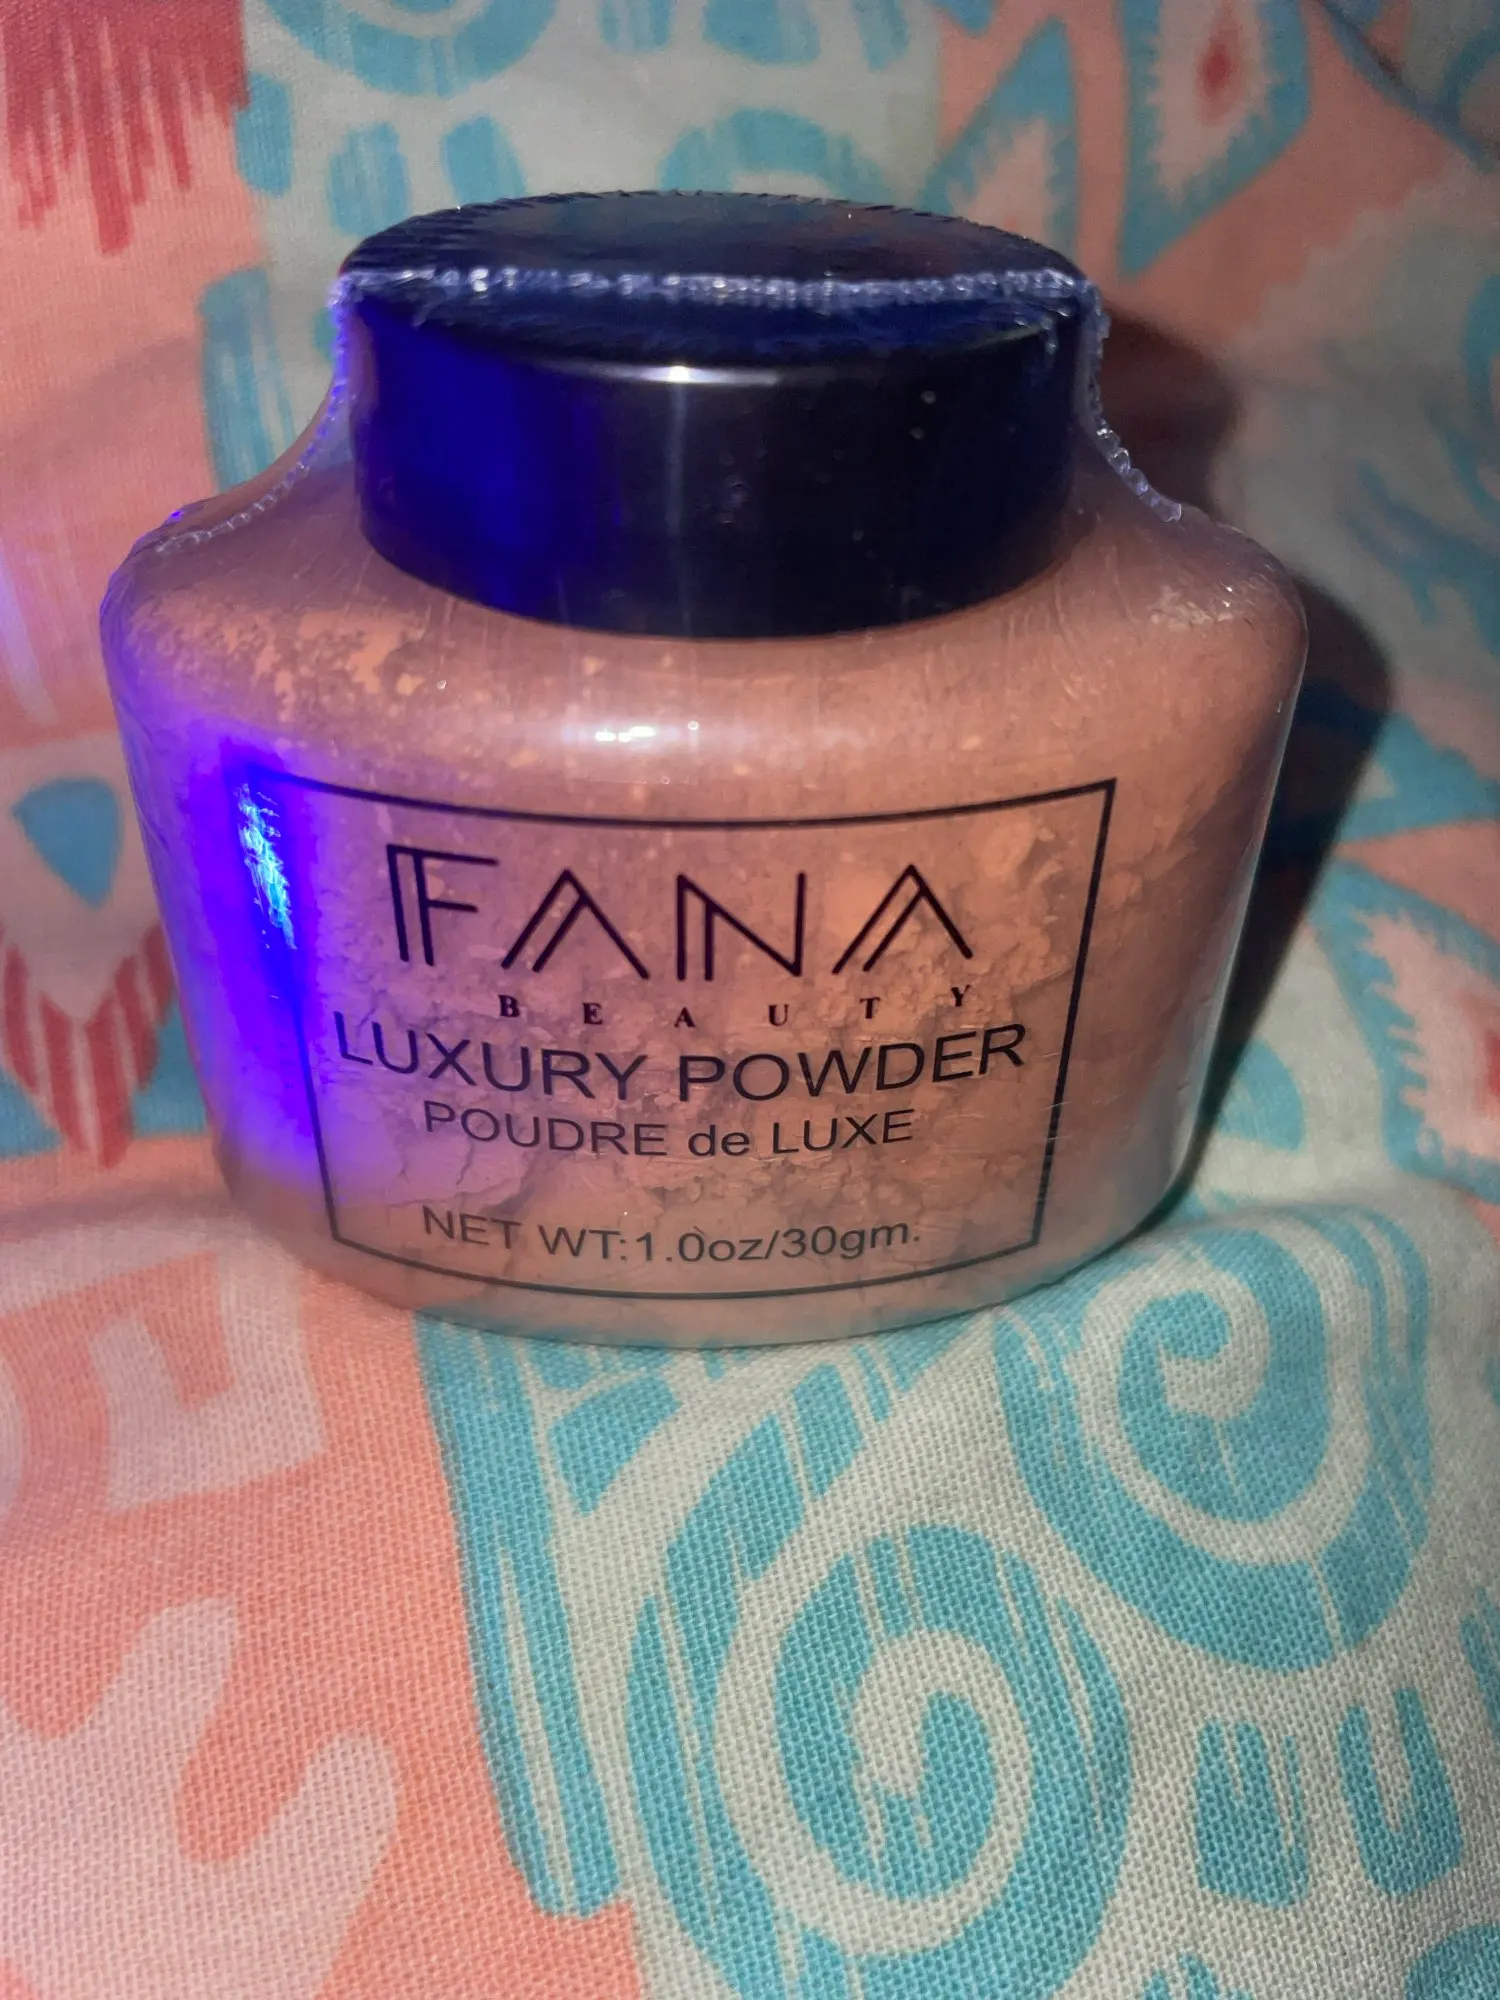 FANA
BEAUTY
LUXURY POWDER
POUDRE de LUXE
NET WT:1.0oz/30gm.